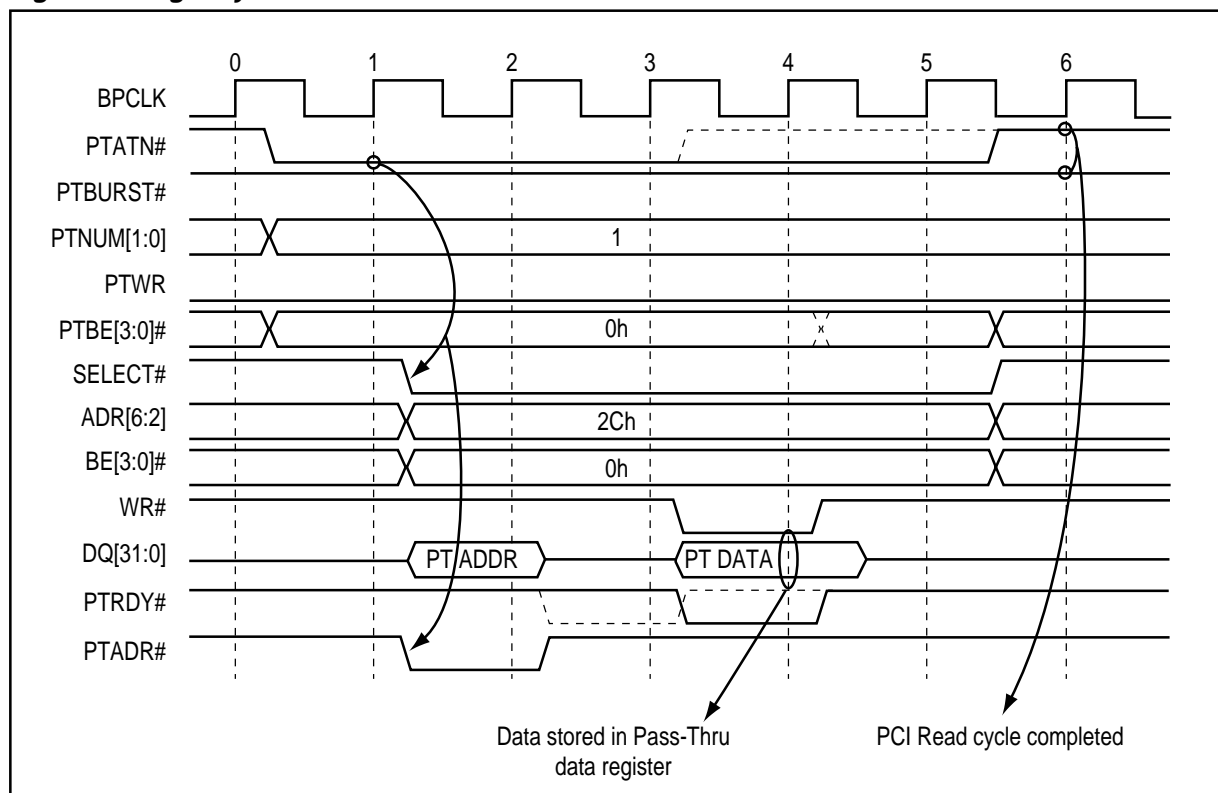 0 1 2 3 4 5 6
BPCLK
PTATN#
PTBURST#
PTNUM[1:0] 1
PTWR
PTBE[3:0]# 0h x
SELECT#
ADR[6:2] 2Ch
BE[3:0]# 0h
WR#
DQ[31:0] PT ADDR PT DATA
PTRDY#
PTADR#
Data stored in Pass-Thru PCI Read cycle completed
data register